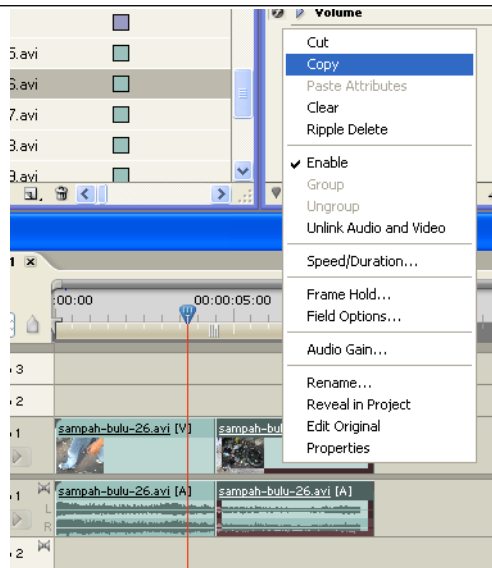 Volume
5.avi
6.avi
7.avi
8.avi
9.avi
Cut
Copy
Paste Attributes
Clear
Ripple Delete
Enable
Group
Ungroup
Unlink Audio and Video
Speed/Duration...
Frame Hold...
Field Options...
Audio Gain...
Rename...
Reveal in Project
Edit Original
Properties
1
:00:00
00:00:05:00
3
2
1
sampah-bulu-26.avi [V]
sampah-bul
1
sampah-bulu-26.avi [A]
sampah-bulu-26.avi [A]
L
R
2